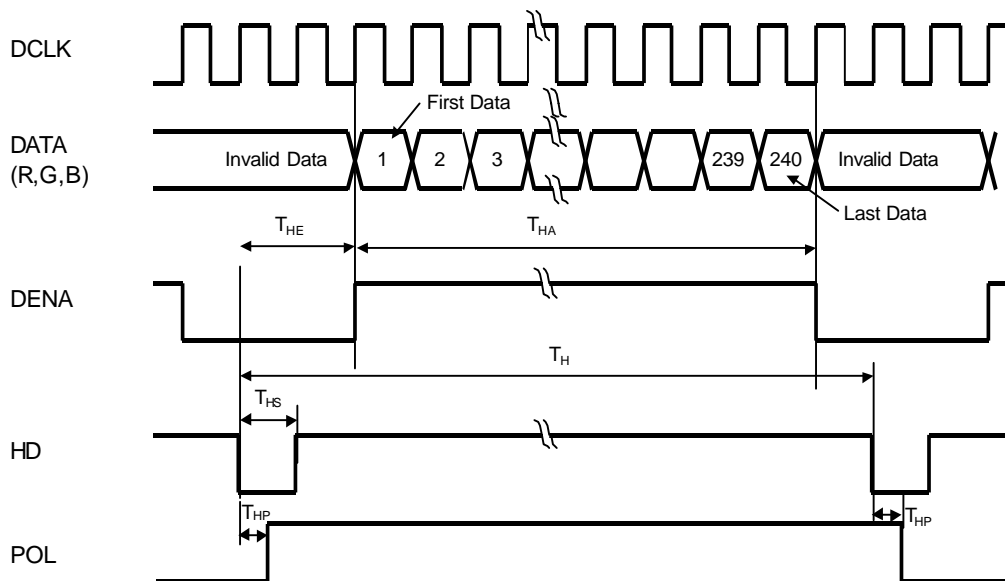 DCLK
First Data
DATA
(R,G,B)
Invalid Data 1 2 3 239 240 Invalid Data
Last Data
THE THA
DENA
TH
THS
HD
THP THP
POL